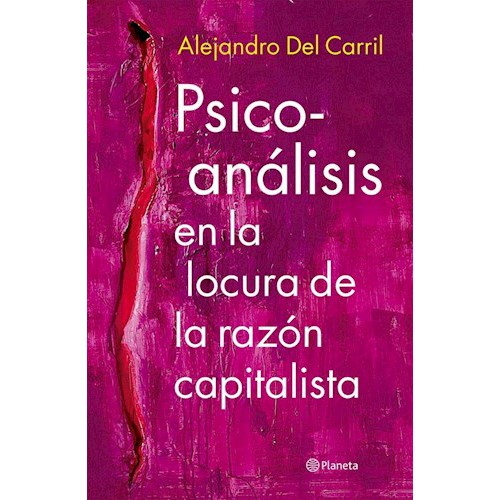 Alejandro Del Carril
Psico-
análisis
en la
locura de
la razón
capitalista
Planeta